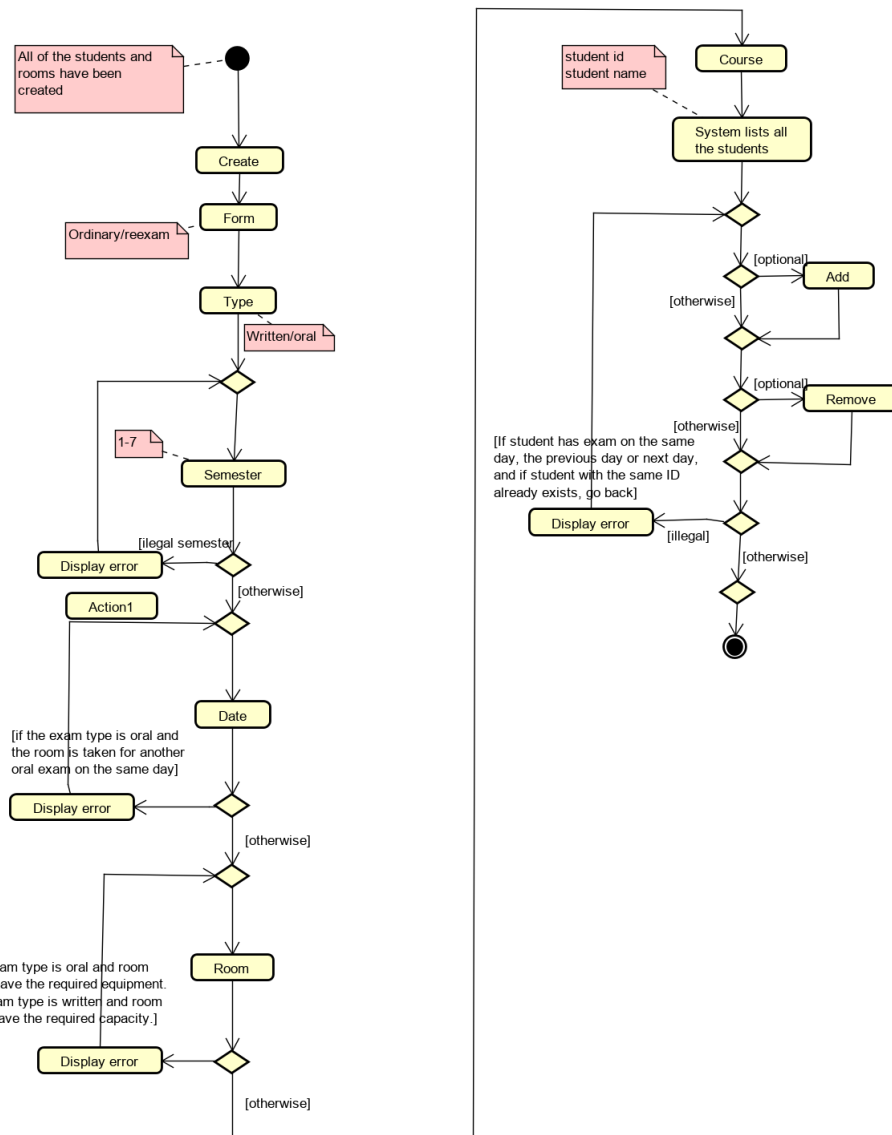 All of the students and
rooms have been
created
Create
Form
Ordinary/reexam
Type
Written/oral
1-7
Semester
[ilegal semester
Display error
[otherwise]
Action1
Date
[if the exam type is oral and
the room is taken for another
oral exam on the same day]
Display error
[otherwise]
Room
am type is oral and room
ave the required equipment.
am type is written and room
ave the required capacity.]
Display error
[otherwise]
student id
student name
Course
System lists all
the students
[optional]
Add
[otherwise]
[optional]
Remove
[otherwise]
[If student has exam on the same
day, the previous day or next day,
and if student with the same ID
already exists, go back]
Display error
[illegal]
[otherwise]